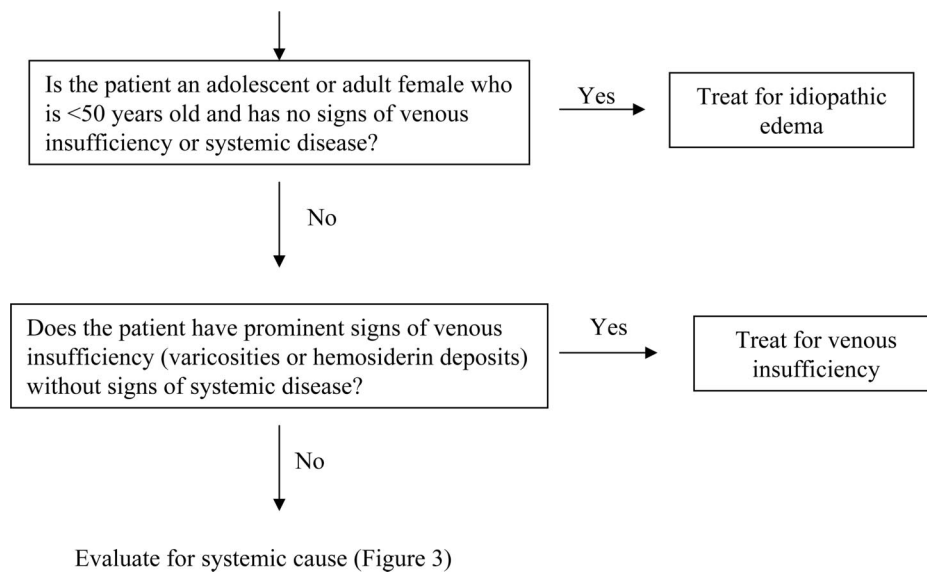 Is the patient an adolescent or adult female who
is <50 years old and has no signs of venous
insufficiency or systemic disease?
Yes
Treat for idiopathic
edema
No
Does the patient have prominent signs of venous
insufficiency (varicosities or hemosiderin deposits)
without signs of systemic disease?
Yes
Treat for venous
insufficiency
No
Evaluate for systemic cause (Figure 3)